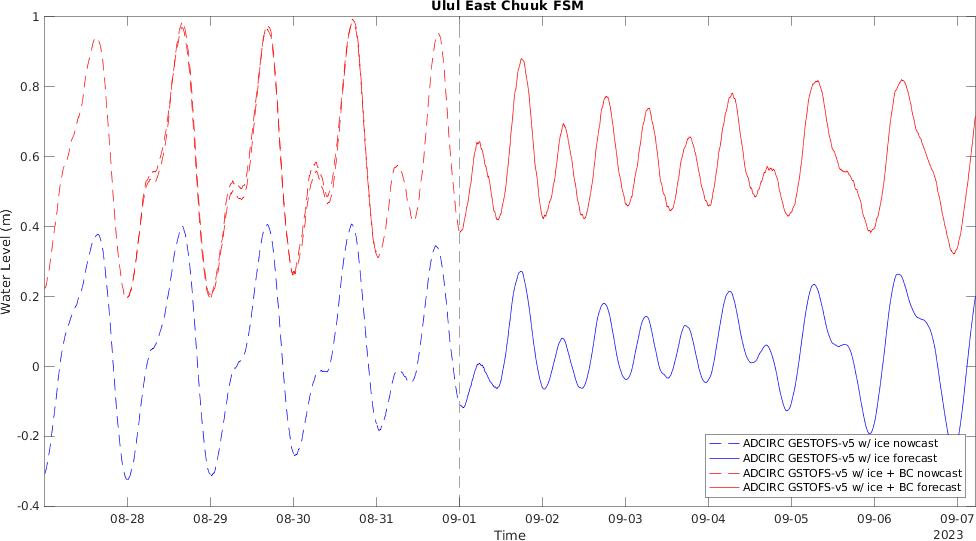 Ulul East Chuuk FSM
Water Level (m)
1
0.8
0.6
0.4
0.2
0
-0.2
-0.4
ADCIRC GESTOFS-v5 w/ ice nowcast
ADCIRC GESTOFS-v5 w/ ice forecast
ADCIRC GSTOFS-v5 w/ ice + BC nowcast
ADCIRC GSTOFS-v5 w/ ice + BC forecast
08-28 08-29 08-30 08-31 09-01 09-02 09-03 09-04 09-05 09-06 09-07
Time
2023